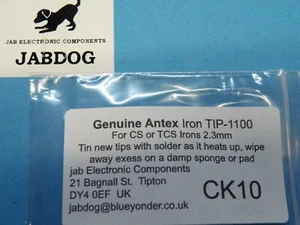 JAB ELECTRONIC COMPONENTS
JABDOG
Genuine Antex Iron TIP-1100
For CS or TCS Irons 2.3mm
Tin new tips with solder as it heats up, wipe
away exess on a damp sponge or pad
jab Electronic Components
21 Bagnall St. Tipton
DY4 0EF UK
jabdog@blueyonder.co.uk
CK10